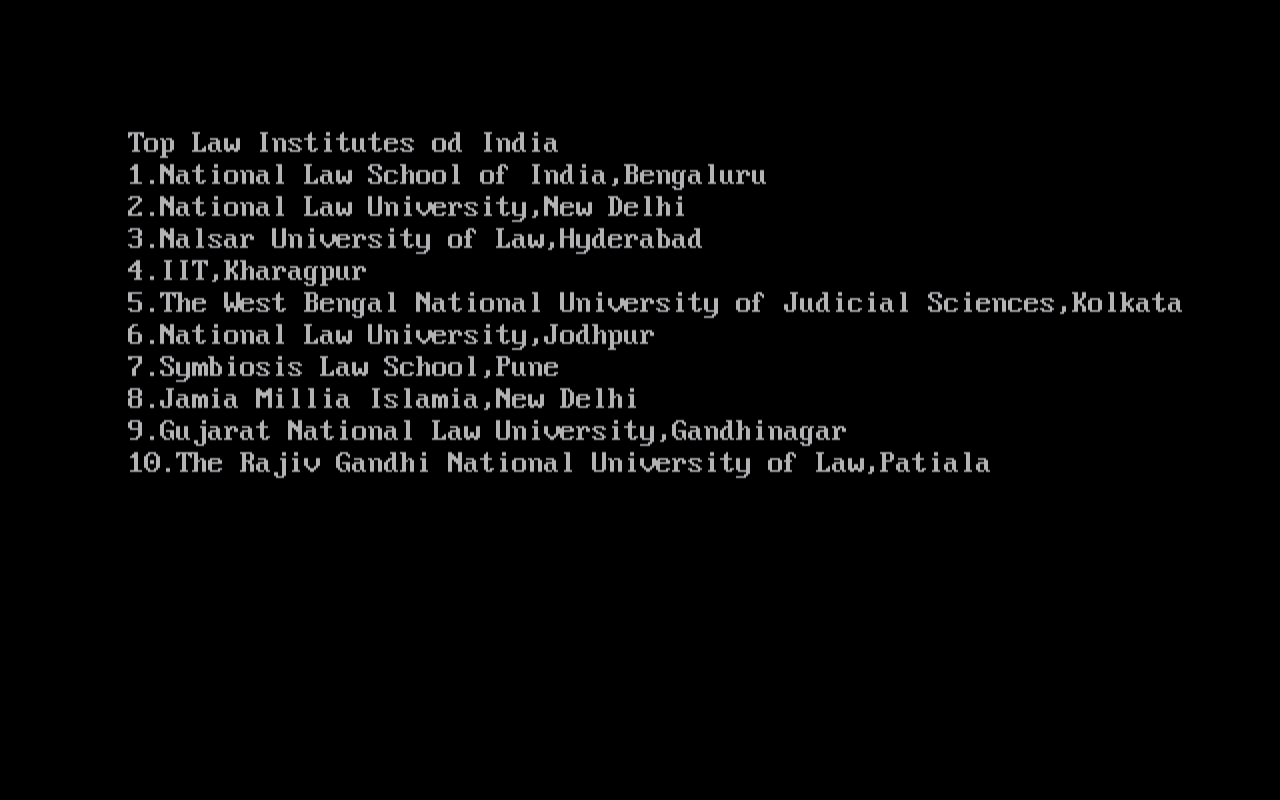 Top Law Institutes od India
1.National Law School of India,Bengaluru
2.National Law University,New Delhi
3.Nalsar University of Law,Hyderabad
4.IIT,Kharagpur
5.The West Bengal National University of Judicial Sciences,Kolkata
6.National Law University,Jodhpur
7.Symbiosis Law School,Pune
8.Jamia Millia Islamia,New Delhi
9.Gujarat National Law University,Gandhinagar
10.The Rajiv Gandhi National University of Law,Patiala